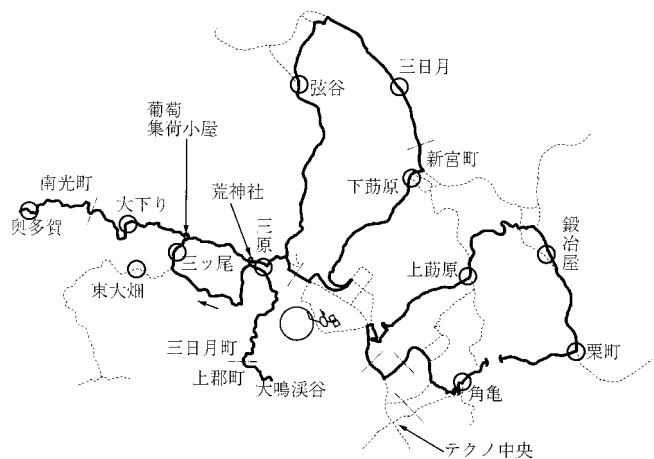 三日月
弦谷
葡萄
集荷小屋
新宮町
南光町
荒神社
下莇原
大下り
三原
奥多賀
鍛冶屋
三ッ尾
上莇原
東大畑
三日月町
上郡町
大鳴渓谷
栗町
角亀
テクノ中央